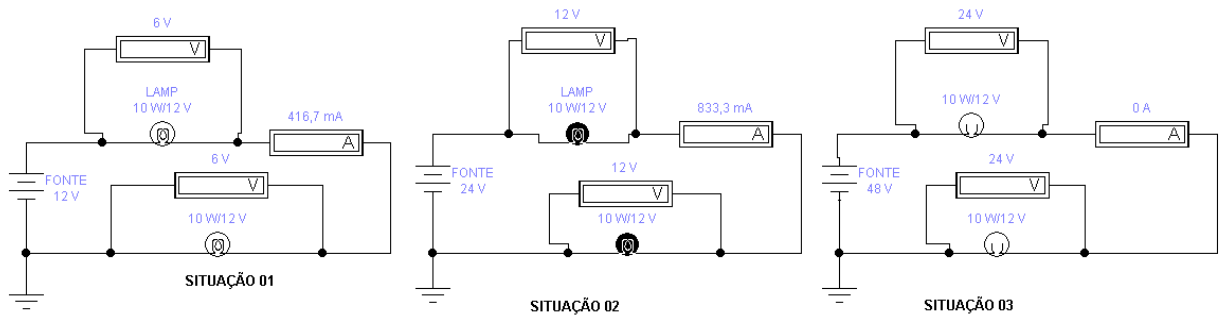 6 V
V
LAMP
10 W/12 V
416,7 mA
A
6 V
V
FONTE
12 V
10 W/12 V
SITUAÇÃO 01
12 V
V
LAMP
10 W/12 V
833,3 mA
A
12 V
V
FONTE
24 V
10 W/12 V
SITUAÇÃO 02
24 V
V
10 W/12 V
0 A
A
24 V
V
FONTE
48 V
10 W/12 V
SITUAÇÃO 03